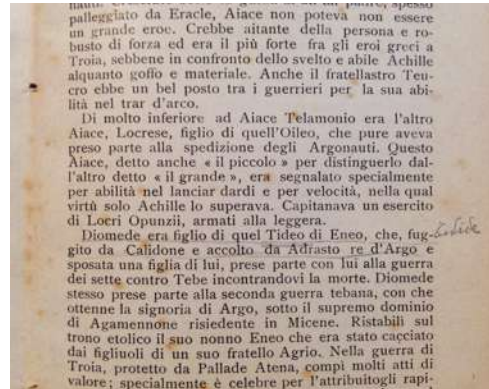 palleggiato da Eracle, Aiace non poteva non essere
un grande eroe. Crebbe aitante della persona e ro-
busto di forza ed era il più forte fra gli eroi greci a
Troia, sebbene in confronto dello svelto e abile Achille
alquanto goffo e materiale. Anche il fratellastro Teu-
cro ebbe un bel posto tra i guerrieri per la sua abi-
lità nel trar d'arco.
Di molto inferiore ad Aiace Telamonio era l'altro
Aiace, Locrese, figlio di quell'Oileo, che pure aveva
preso parte alla spedizione degli Argonauti. Questo
Aiace, detto anche « il piccolo » per distinguerlo dal-
l'altro detto « il grande », era segnalato specialmente
per abilità nel lanciar dardi e per velocità, nella qual
virtù solo Achille lo superava. Capitanava un esercito
di Locri Opunzii, armati alla leggera.
Diomede era figlio di quel Tideo di Eneo, che, fug-
gito da Calidone e accolto da Adrasto re d'Argo e
sposata una figlia di lui, prese parte con lui alla guerra
dei sette contro Tebe incontrandovi la morte. Diomede
stesso prese parte alla seconda guerra tebana, con che
ottenne la signoria di Argo, sotto il supremo dominio
di Agamennone risiedente in Micene. Ristabilì sul
trono etolico il suo nonno Eneo che era stato cacciato
dai figliuoli di un suo fratello Agrio. Nella guerra di
Troia, protetto da Pallade Atena, compì molti atti di
valore; specialmente è celebre per l'attribuitogli rapi-